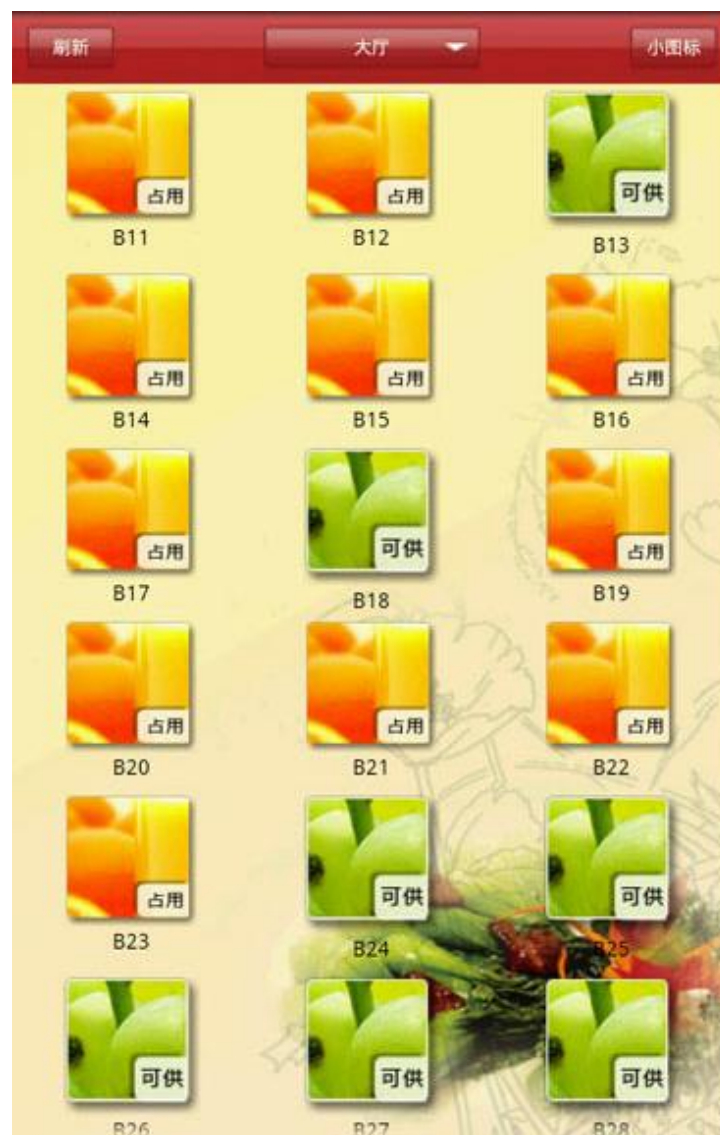 刷新 大厅 小图标
占用 占用 可供
B11 B12 B13
占用 占用 占用
B14 B15 B16
占用 可供 占用
B17 B18 B19
占用 占用 占用
B20 B21 B22
占用 可供 可供
B23 B24 B25
可供 可供 可供
B26 B27 B28